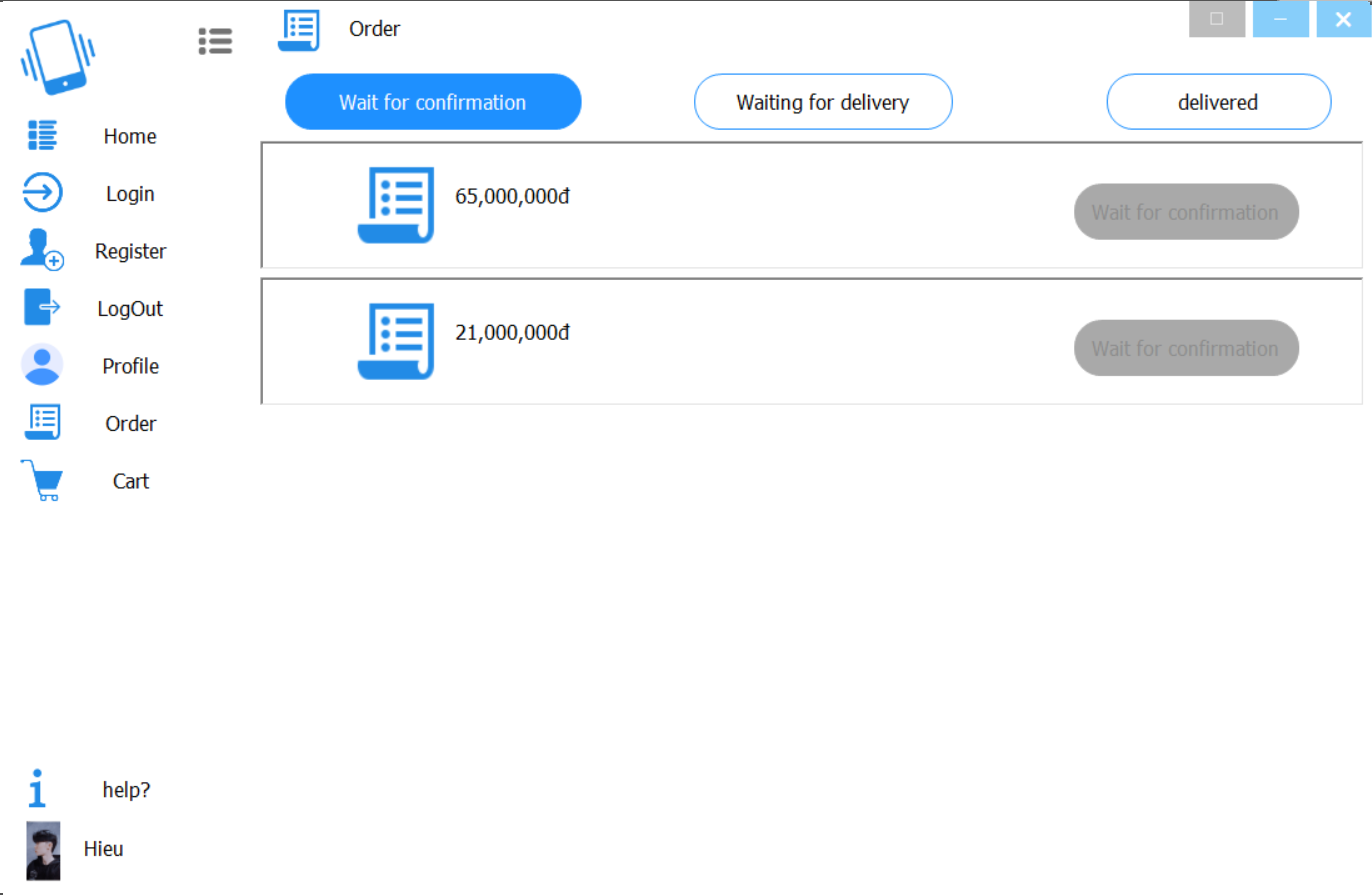 Order
Wait for confirmation
Waiting for delivery
delivered
Home
Login
Register
LogOut
Profile
Order
Cart
65,000,000đ
Wait for confirmation
21,000,000đ
Wait for confirmation
help?
Hieu